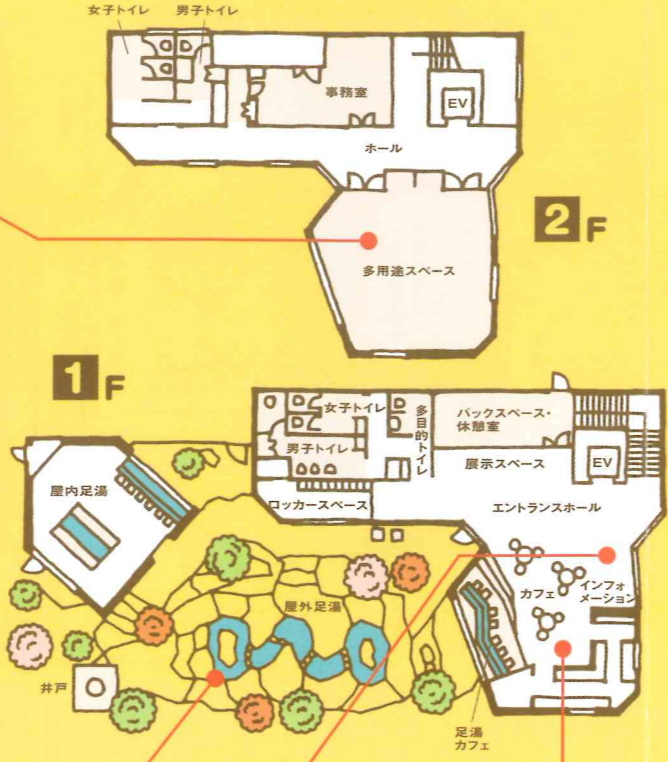 女子トイレ
男子トイレ
事務室
EV
ホール
2F
多用途スペース
1F
女子トイレ
多目的トイレ
バックスペース・
休憩室
男子トイレ
展示スペース
EV
屋内足湯
ロッカースペース
エントランスホール
カフェ
インフォ
メーション
屋外足湯
井戸
足湯
カフェ